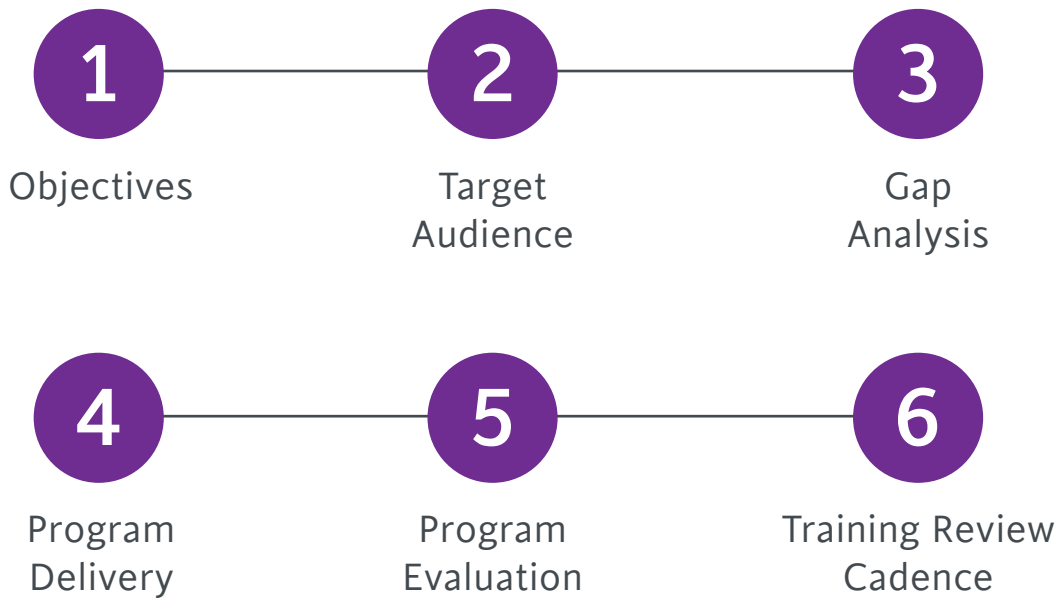 1
2
3
Objectives
Target
Audience
Gap
Analysis
4
5
6
Program
Delivery
Program
Evaluation
Training Review
Cadence